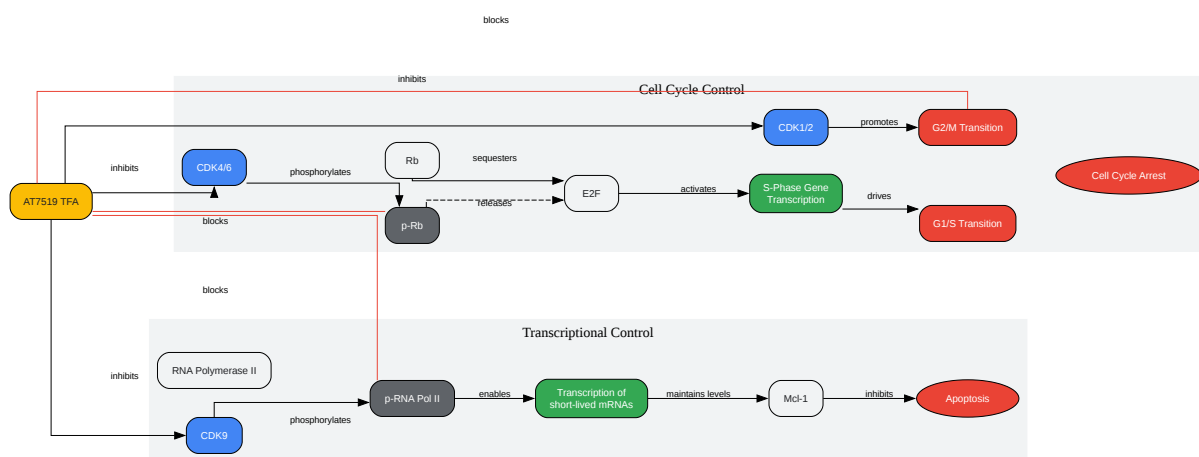 blocks
inhibits
Cell Cycle Control
CDK1/2
promotes
G2/M Transition
inhibits
CDK4/6
phosphorylates
Rb
sequesters
Cell Cycle Arrest
AT7519 TFA
E2F
activates
S-Phase Gene
Transcription
drives
releases
blocks
p-Rb
G1/S Transition
blocks
Transcriptional Control
inhibits
RNA Polymerase II
p-RNA Pol II
enables
Transcription of
short-lived mRNAs
maintains levels
Mcl-1
inhibits
Apoptosis
phosphorylates
CDK9